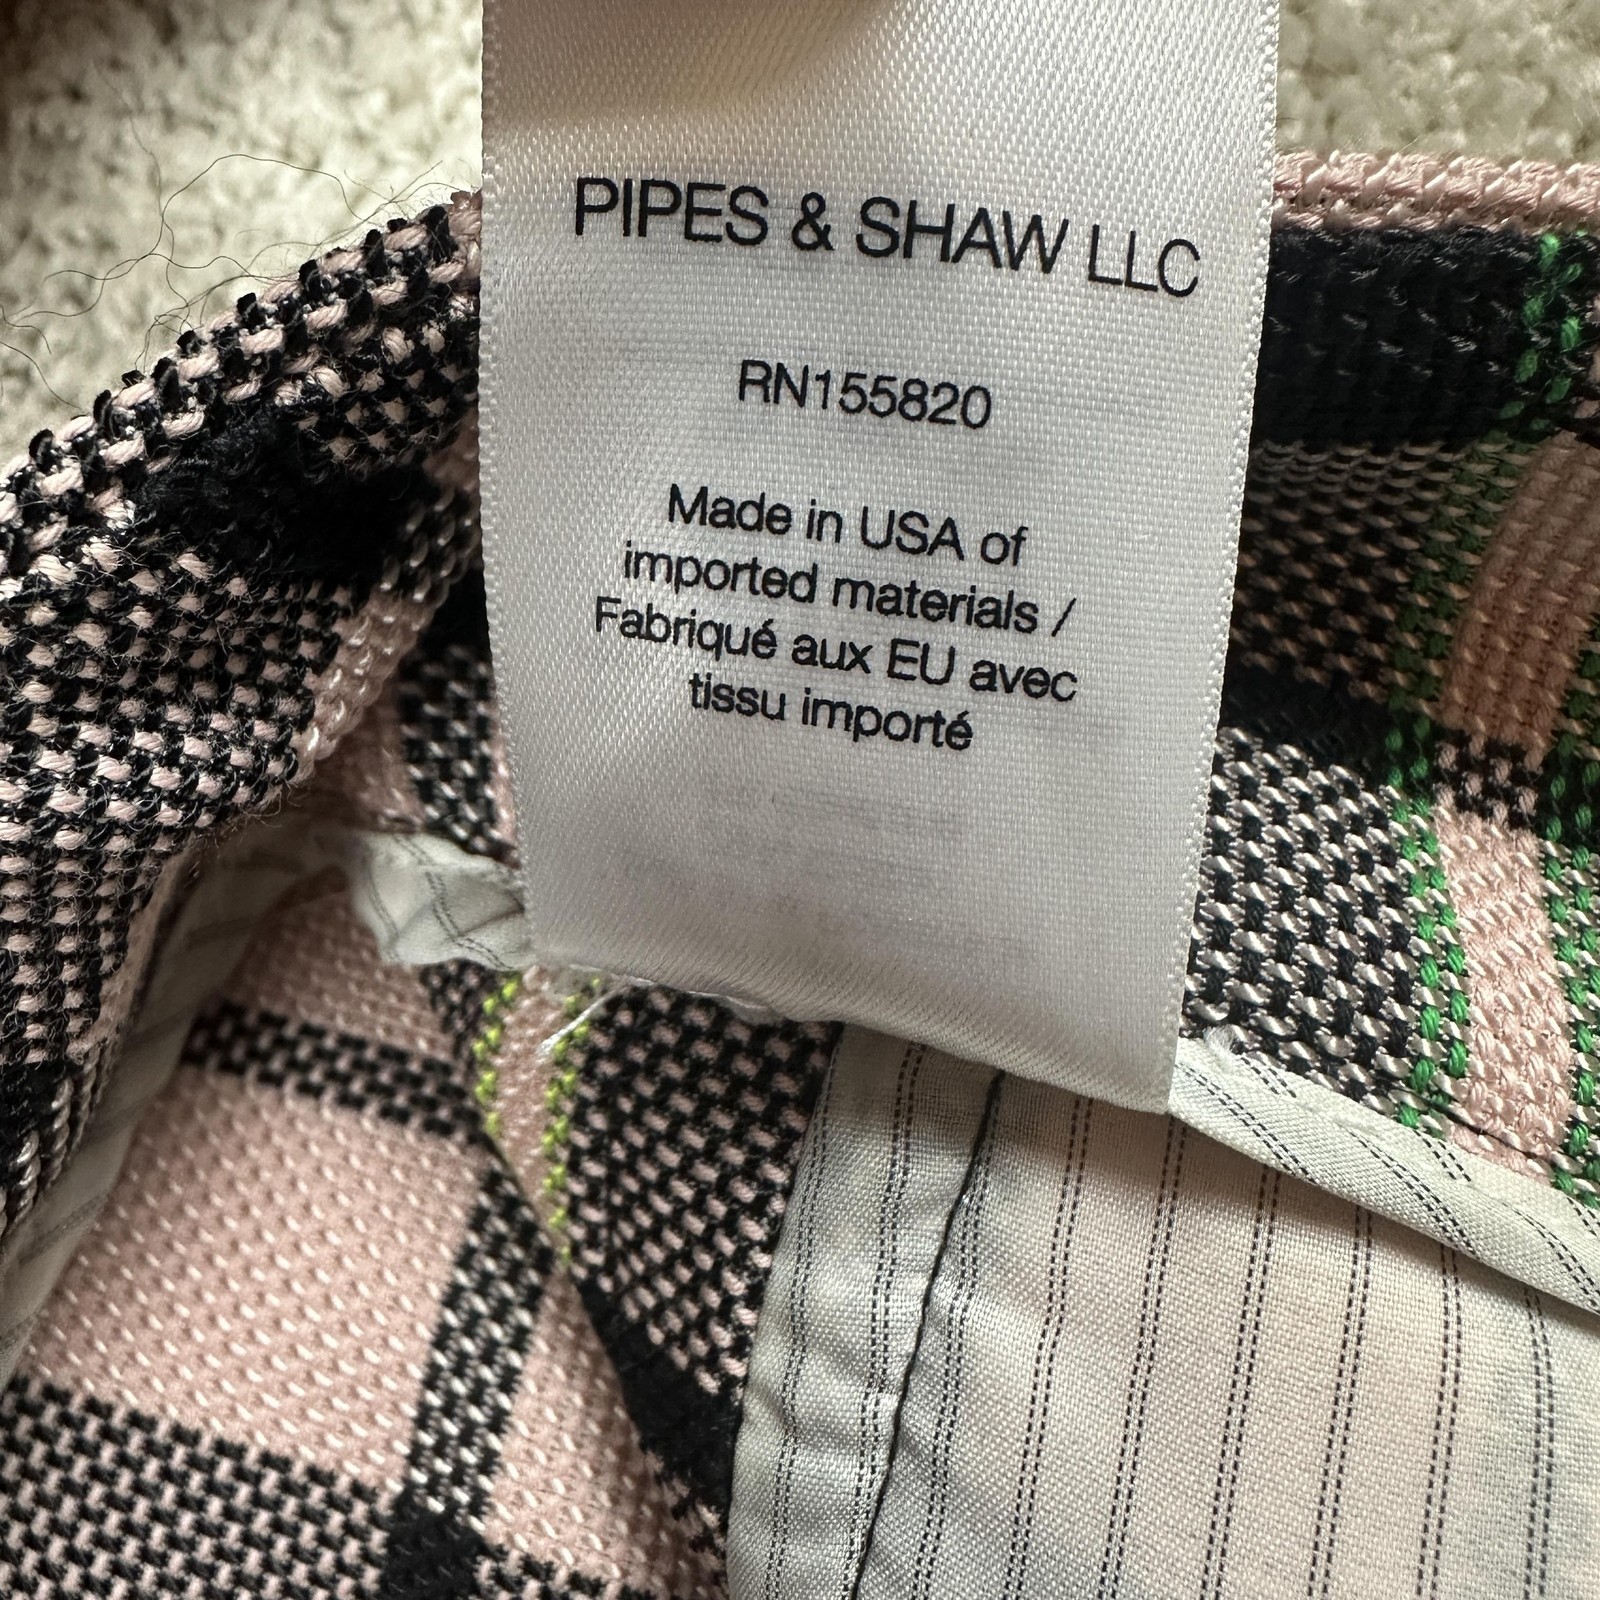 PIPES & SHAW LLC
RN155820
Made in USA of
imported materials /
Fabriqué aux EU avec
tissu importé